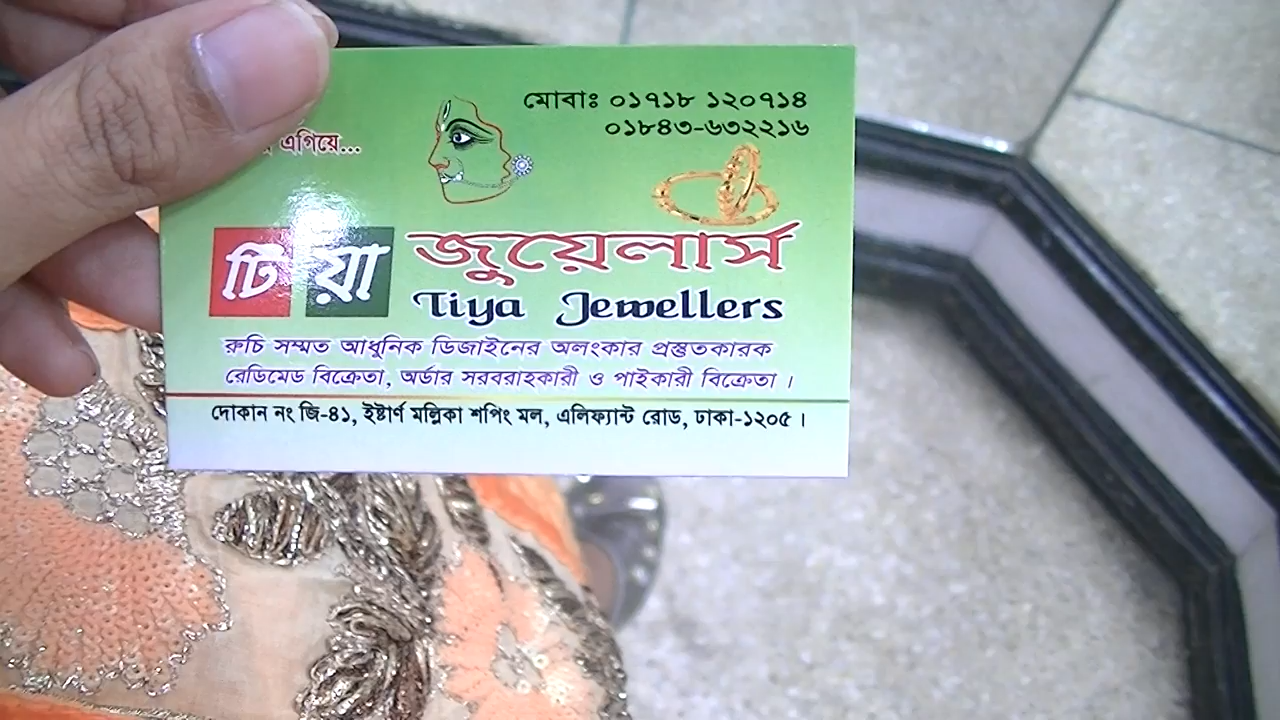 মোবাঃ ০১৭১৮ ১২০৭১৪
০১৮৪৩-৬৩২২১৬
এগিয়ে...
টিয়া জুয়েলার্স
Tiya Jewellers
রুচি সম্মত আধুনিক ডিজাইনের অলংকার প্রস্তুতকারক
রেডিমেড বিক্রেতা, অর্ডার সরবরাহকারী ও পাইকারী বিক্রেতা ।
দোকান নং জি-৪১, ইষ্টার্ণ মল্লিকা শপিং মল, এলিফ্যান্ট রোড, ঢাকা-১২০৫ ।